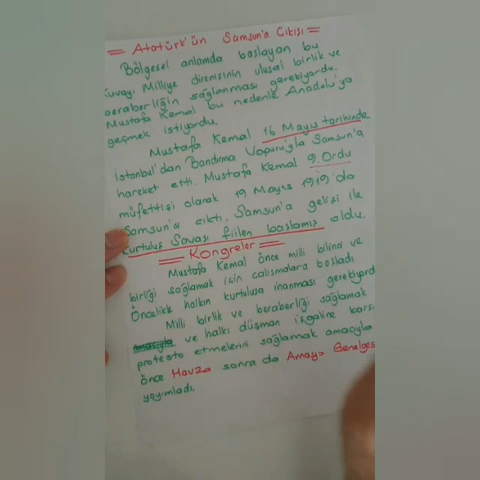 Atatürk'ün Samsun'a Çıkışı
Bölgesel anlamda başlayan bu
Kuvayı Milliye direnişinin ulusal birlik ve
beraberliğin sağlanması gerekiyordu.
Mustafa Kemal bu nedenle Anadolu'ya
geçmek istiyordu.
Mustafa Kemal 16 Mayıs tarihinde
İstanbul'dan Bandırma Vapuru'yla Samsun'a
hareket etti. Mustafa Kemal 9. Ordu
müfettişi olarak 19 Mayıs 1919'da
Samsun'a çıktı. Samsun'a gelişi ile
Kurtuluş Savaşı fiilen başlamış oldu.
Kongreler
Mustafa Kemal önce milli bilinç ve
birliği sağlamak için çalışmalara başladı.
Öncelikle halkın kurtuluşa inanması gerekiyord
Milli birlik ve beraberliği sağlamak
ve halkı düşman işgaline karşı
protesto etmelerini sağlamak amacıyla
önce Havza sonra da Amasya Genelges
yayımladı.